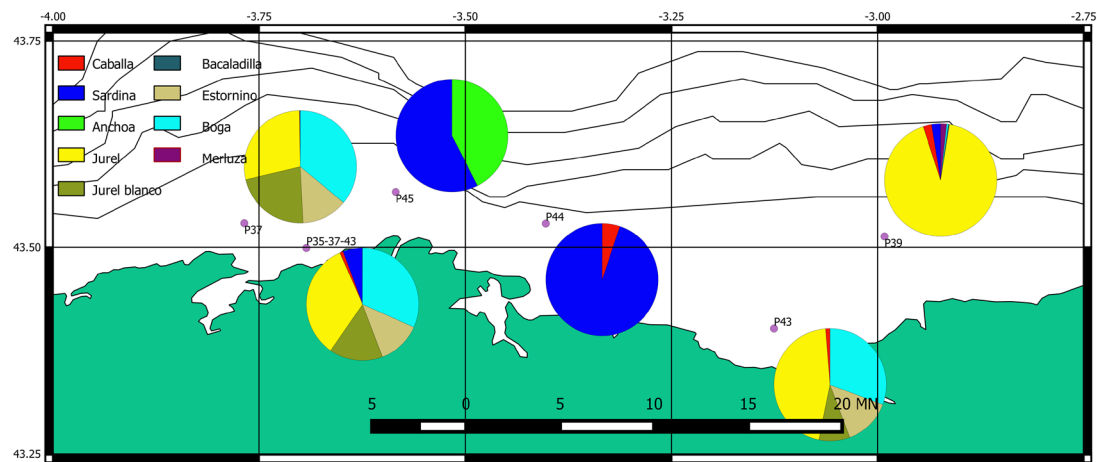 -4.00 -3.75 -3.50 -3.25 -3.00 -2.75
43.75
Caballa Bacaladilla
Sardina Estornino
Anchoa Boga
Jurel Merluza
Jurel blanco
P45
P37
P44
P39
43.50
P35-37-43
P43
5 0 5 10 15 20 MN
43.25